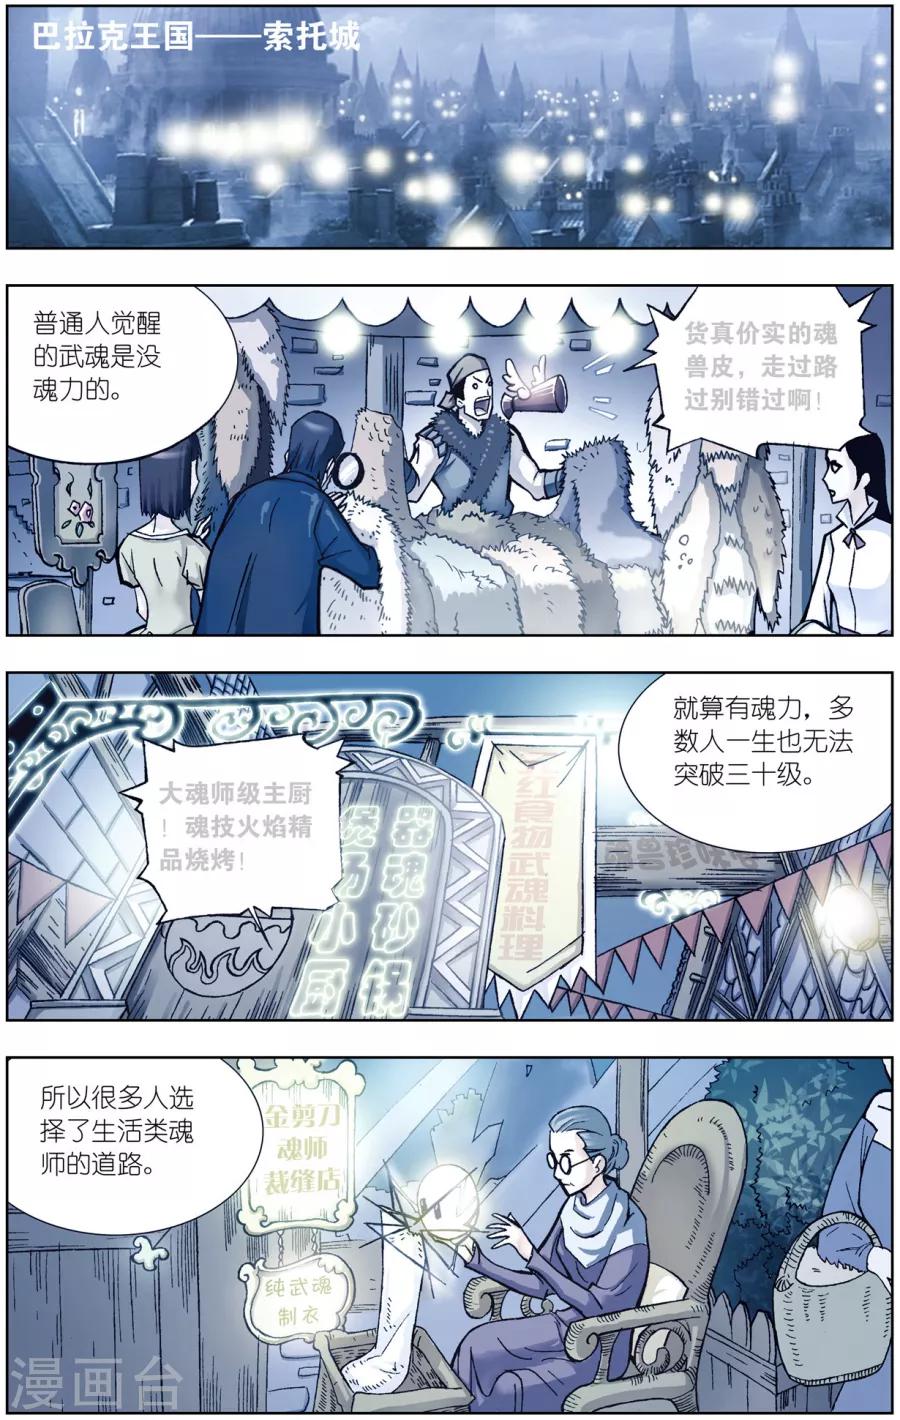 巴拉克王国——索托城
普通人觉醒
的武魂是没
魂力的。
货真价实的魂
兽皮，走过路
过别错过啊！
就算有魂力，多
数人一生也无法
突破三十级。
大魂师级主厨
！魂技火焰精
品烧烤！
器魂砂锅
煲汤小厨
红食物武魂料理
所以很多人选
择了生活类魂
师的道路。
金剪刀
魂师
裁缝店
纯武魂
制衣
漫画台